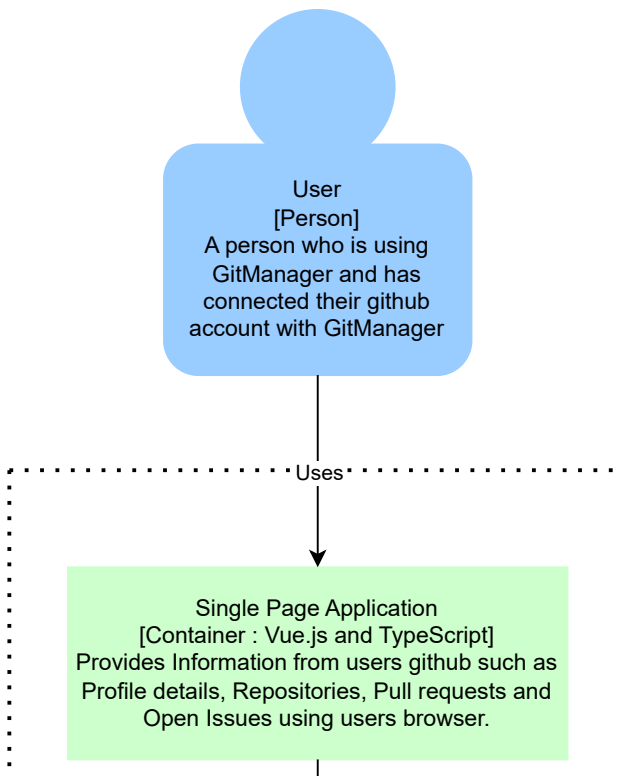 User
[Person]
A person who is using
GitManager and has
connected their github
account with GitManager
Uses
Single Page Application
[Container : Vue.js and TypeScript]
Provides Information from users github such as
Profile details, Repositories, Pull requests and
Open Issues using users browser.